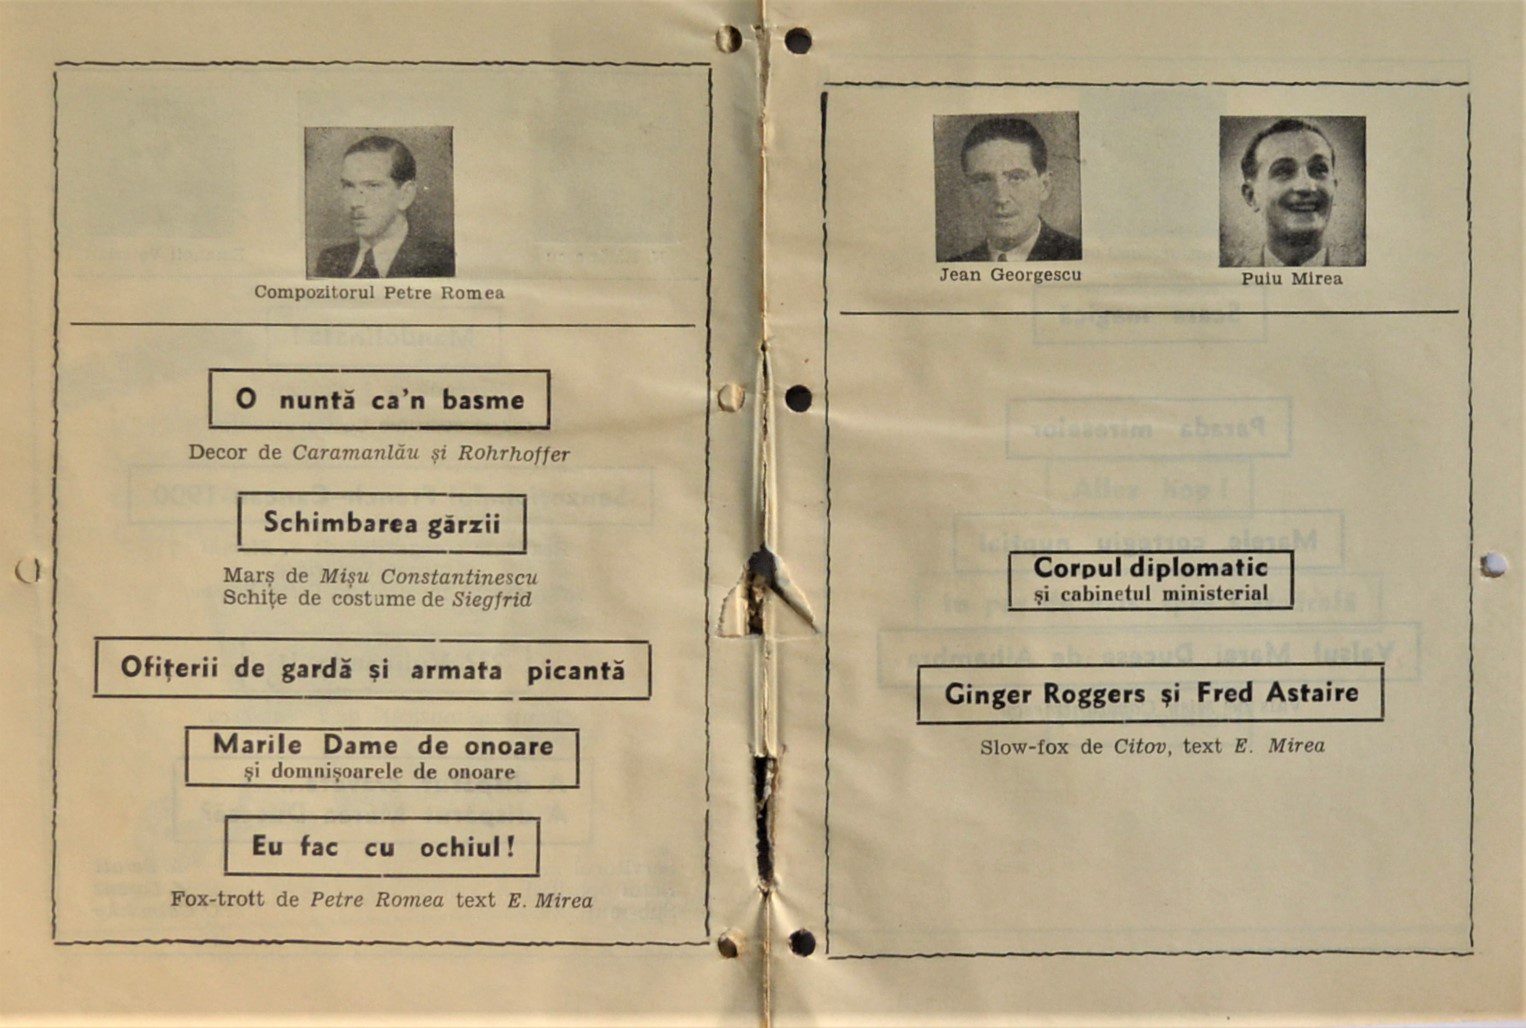 Compozitorul Petre Romea
O nuntă ca'n basme
Decor de Caramanlău și Rohrhoffer
Schimbarea gărzii
Marș de Mișu Constantinescu
Schițe de costume de Siegfrid
Ofițerii de gardă și armata picantă
Marile Dame de onoare
și domnișoarele de onoare
Eu fac cu ochiul!
Fox-trott de Petre Romea text E. Mirea
Jean Georgescu
Puiu Mirea
Corpul diplomatic
și cabinetul ministerial
Ginger Roggers și Fred Astaire
Slow-fox de Citov, text E. Mirea